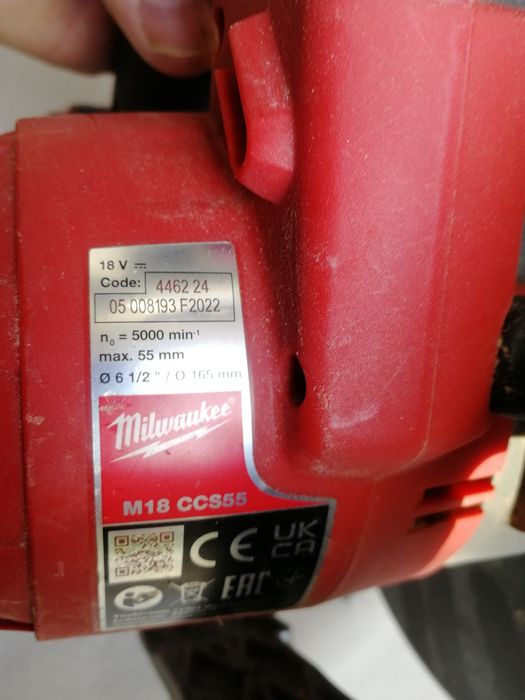 18 V ⎓
Code: 4462 24
05 008193 F2022
n₀ = 5000 min⁻¹
max. 55 mm
Ø 6 1/2 " / Ø 165 mm
Milwaukee®
M18 CCS55
CE UK
CA
EAC